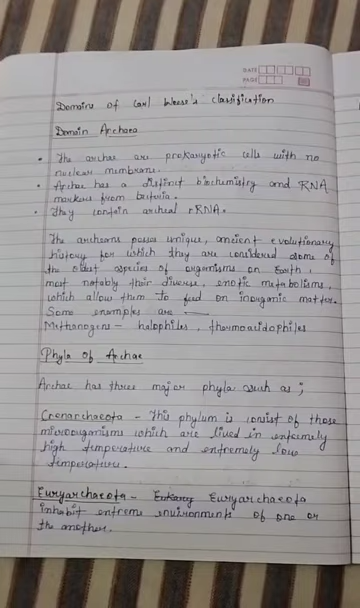 DATE
PAGE
Domains of Carl Woese's classification
Domain Archaea
• The archaea are prokaryotic cells with no
nuclear membrane.
• Archae has a distinct biochemistry and RNA
markers from bacteria.
• They contain archeal rRNA.
The archeans posses unique, ancient evolutionary
history for which they are considered some of
the oldest species of organisms on Earth,
most notably their diverse, exotic metabolisms,
which allow them to feed on inorganic matter.
Some examples are —
Methanogens – halophiles, thermoacidophiles
Phyla of Archae
Archae has three major phyla such as ;
Crenarchaeota – This phylum is consist of those
microorganisms which are lived in extremely
high temperature and extremely low
temperature.
Euryarchaeota – Eukarey Euryarchaeota
inhabit extreme environments of one or
the another.